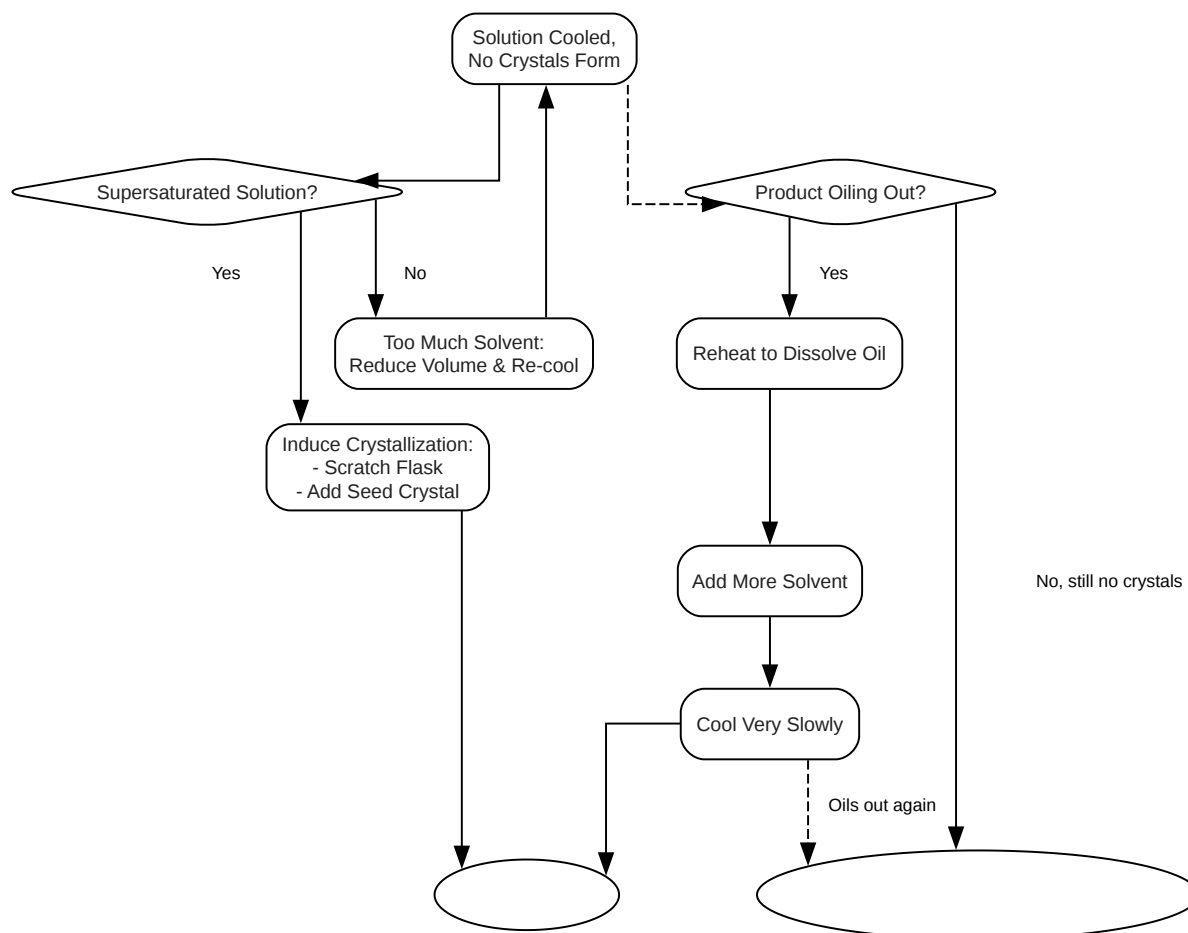 Solution Cooled,
No Crystals Form
Supersaturated Solution?
Product Oiling Out?
Yes
No
Yes
Too Much Solvent:
Reduce Volume & Re-cool
Reheat to Dissolve Oil
Induce Crystallization:
- Scratch Flask
- Add Seed Crystal
Add More Solvent
No, still no crystals
Cool Very Slowly
Oils out again